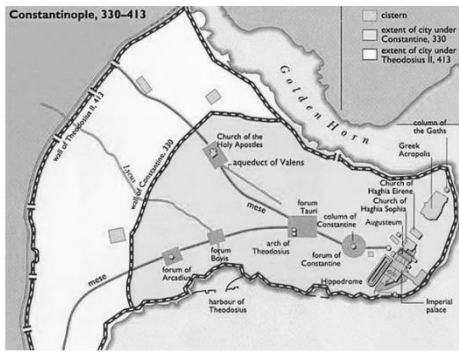 Constantinople, 330–413
cistern
extent of city under
Constantine, 330
extent of city under
Theodosius II, 413
Golden Horn
wall of Theodosius II, 413
wall of Constantine, 330
Lycus
Church of the
Holy Apostles
aqueduct of Valens
mese
column of
the Goths
Greek
Acropolis
Church of
Haghia Eirene
Church of
Haghia Sophia
Augusteum
forum
Tauri
column of
Constantine
arch of
Theodosius
forum of
Constantine
forum
Bovis
forum of
Arcadius
mese
harbour of
Theodosius
Hippodrome
Imperial
palace